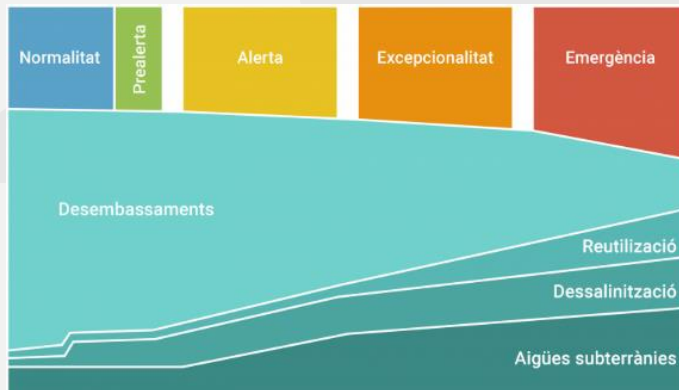 Normalitat
Prealerta
Alerta
Excepcionalitat
Emergència
Desembassaments
Reutilizació
Dessalinització
Aigües subterrànies